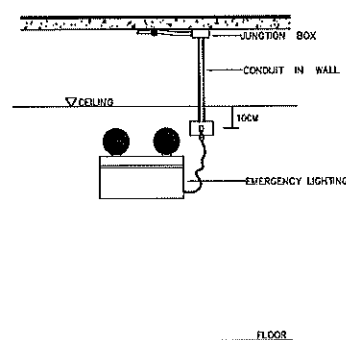 JUNCTION BOX
CONDUIT IN WALL
CEILING
10CM
EMERGENCY LIGHTING
FLOOR